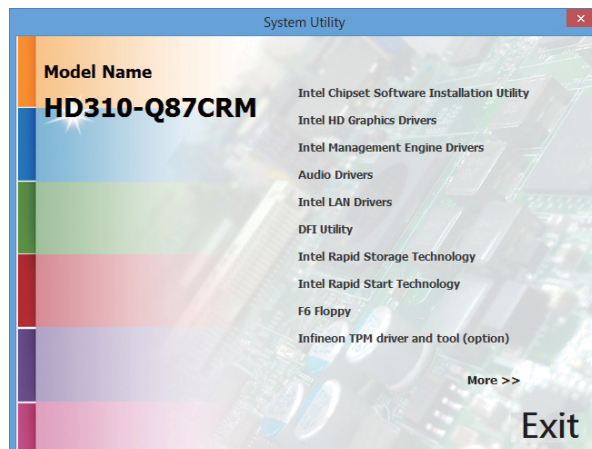 System Utility
Model Name
HD310-Q87CRM
Intel Chipset Software Installation Utility
Intel HD Graphics Drivers
Intel Management Engine Drivers
Audio Drivers
Intel LAN Drivers
DFI Utility
Intel Rapid Storage Technology
Intel Rapid Start Technology
F6 Floppy
Infineon TPM driver and tool (option)
More >>
Exit